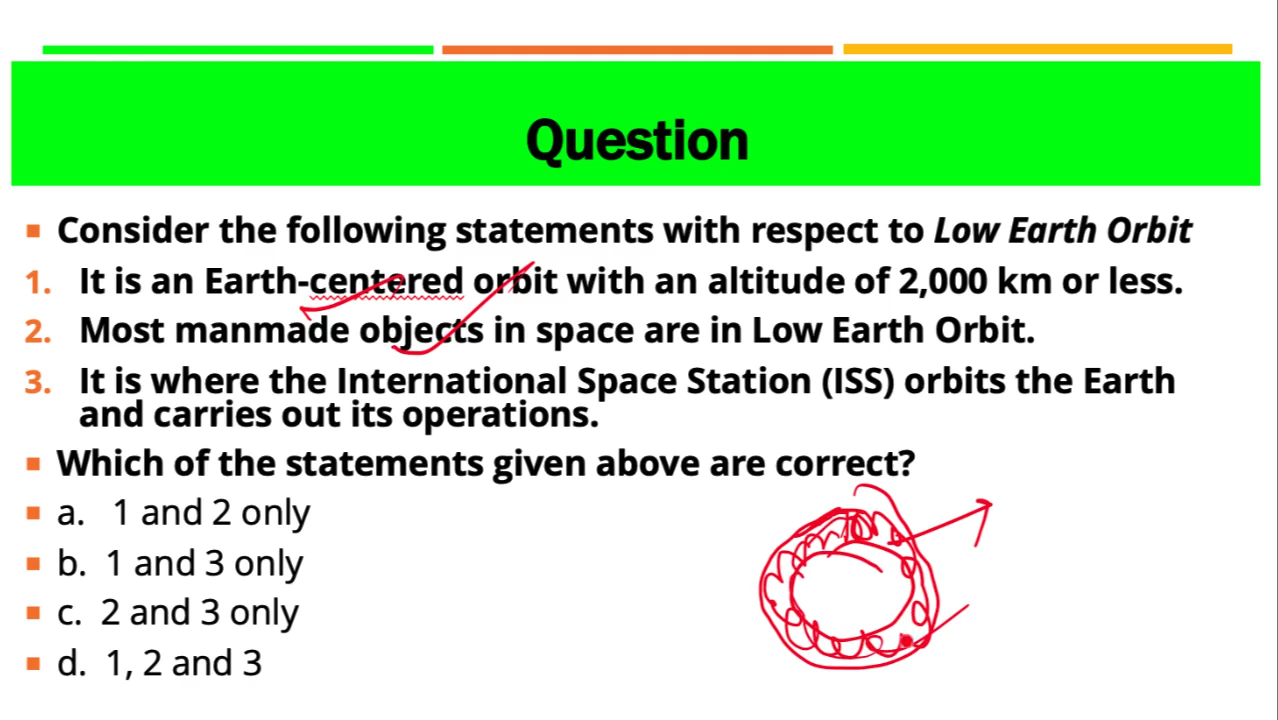 Question
Consider the following statements with respect to Low Earth Orbit
1. It is an Earth-centered orbit with an altitude of 2,000 km or less.
2. Most manmade objects in space are in Low Earth Orbit.
3. It is where the International Space Station (ISS) orbits the Earth
and carries out its operations.
Which of the statements given above are correct?
a. 1 and 2 only
b. 1 and 3 only
c. 2 and 3 only
d. 1, 2 and 3